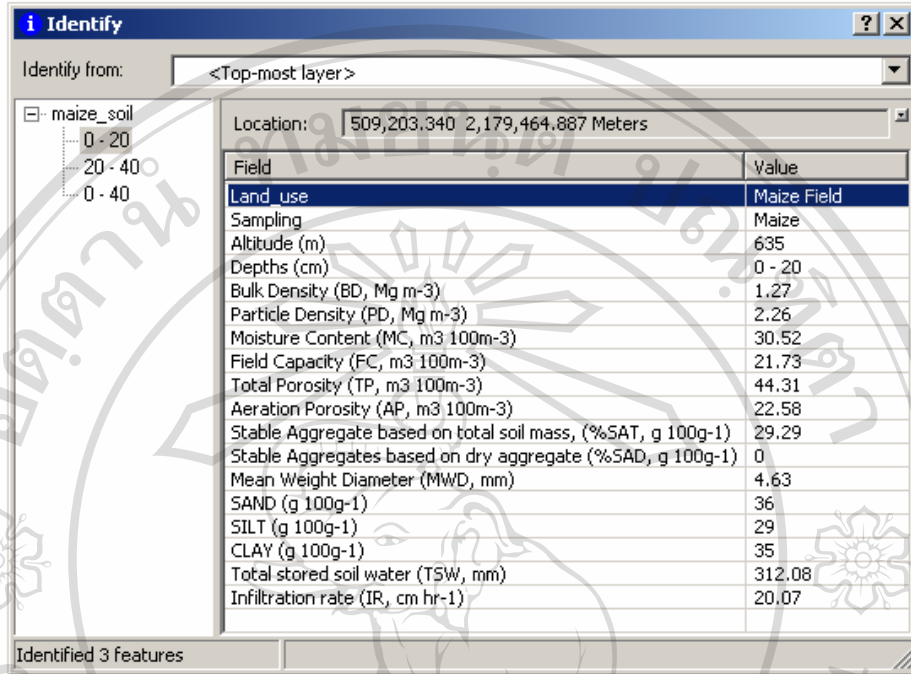 Identify
Identify from: <Top-most layer>
maize_soil
0 - 20
20 - 40
0 - 40
Location: 509,203.340 2,179,464.887 Meters
Field Value
Land_use Maize Field
Sampling Maize
Altitude (m) 635
Depths (cm) 0 - 20
Bulk Density (BD, Mg m-3) 1.27
Particle Density (PD, Mg m-3) 2.26
Moisture Content (MC, m3 100m-3) 30.52
Field Capacity (FC, m3 100m-3) 21.73
Total Porosity (TP, m3 100m-3) 44.31
Aeration Porosity (AP, m3 100m-3) 22.58
Stable Aggregate based on total soil mass, (%SAT, g 100g-1) 29.29
Stable Aggregates based on dry aggregate (%SAD, g 100g-1) 0
Mean Weight Diameter (MWD, mm) 4.63
SAND (g 100g-1) 36
SILT (g 100g-1) 29
CLAY (g 100g-1) 35
Total stored soil water (TSW, mm) 312.08
Infiltration rate (IR, cm hr-1) 20.07
Identified 3 features